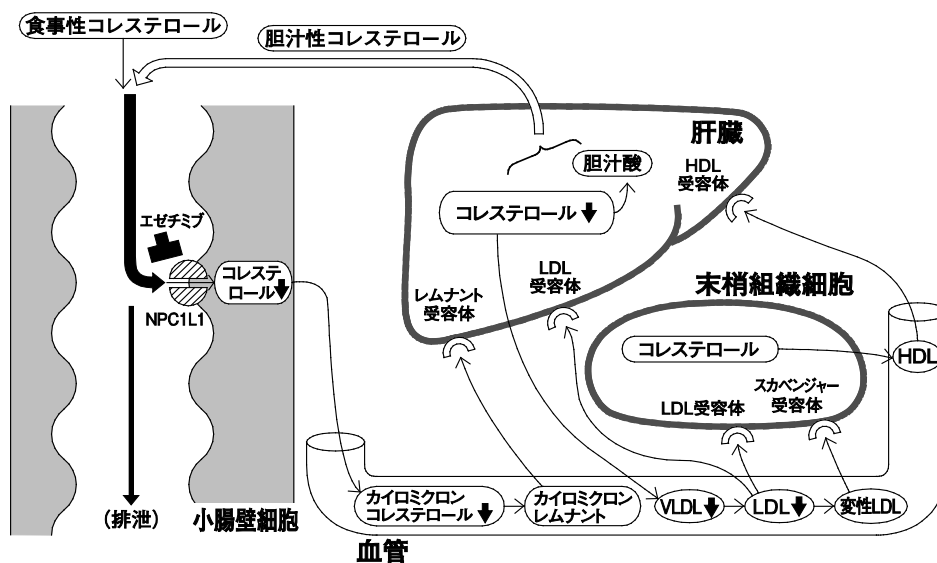 食事性コレステロール
胆汁性コレステロール
肝臓
胆汁酸
HDL
受容体
コレステロール
エゼチミブ
コレステ
ロール
NPC1L1
LDL
受容体
レムナント
受容体
末梢組織細胞
コレステロール
HDL
スカベンジャー
受容体
LDL受容体
カイロミクロン
コレステロール
カイロミクロン
レムナント
VLDL
LDL
変性LDL
(排泄)
小腸壁細胞
血管